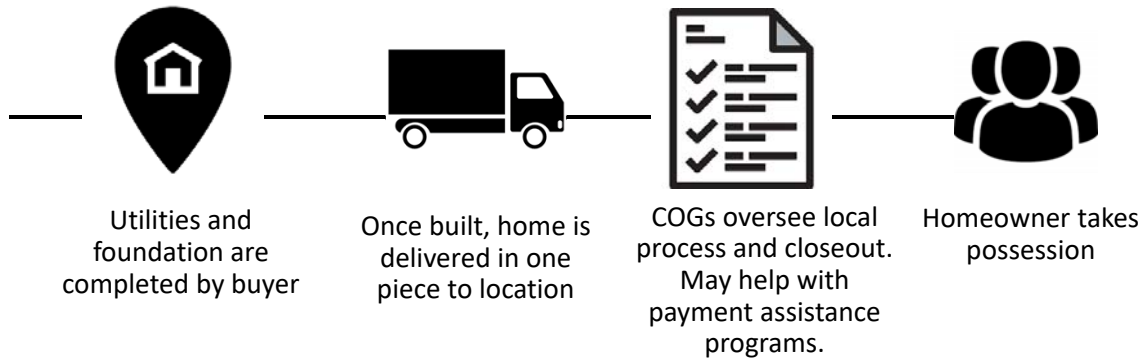 Utilities and
foundation are
completed by buyer
Once built, home is
delivered in one
piece to location
COGs oversee local
process and closeout.
May help with
payment assistance
programs.
Homeowner takes
possession